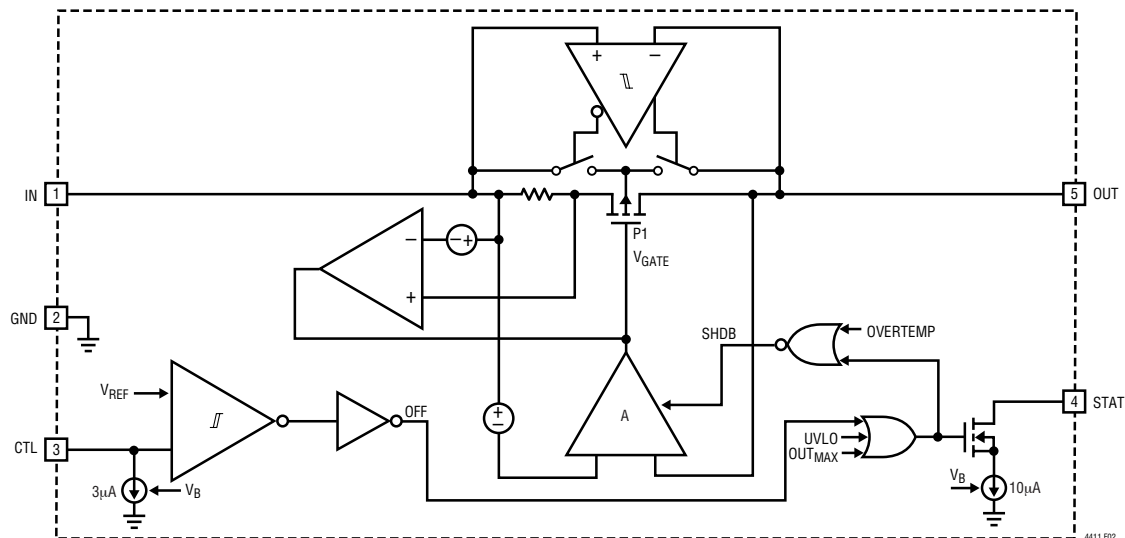 + −
IN 1
5 OUT
P1
− −+
V_GATE
+
GND 2
SHDB
OVERTEMP
V_REF
OFF
+ −
A
UVLO
OUT_MAX
4 STAT
CTL 3
3µA
V_B
V_B
10µA
4411 F02